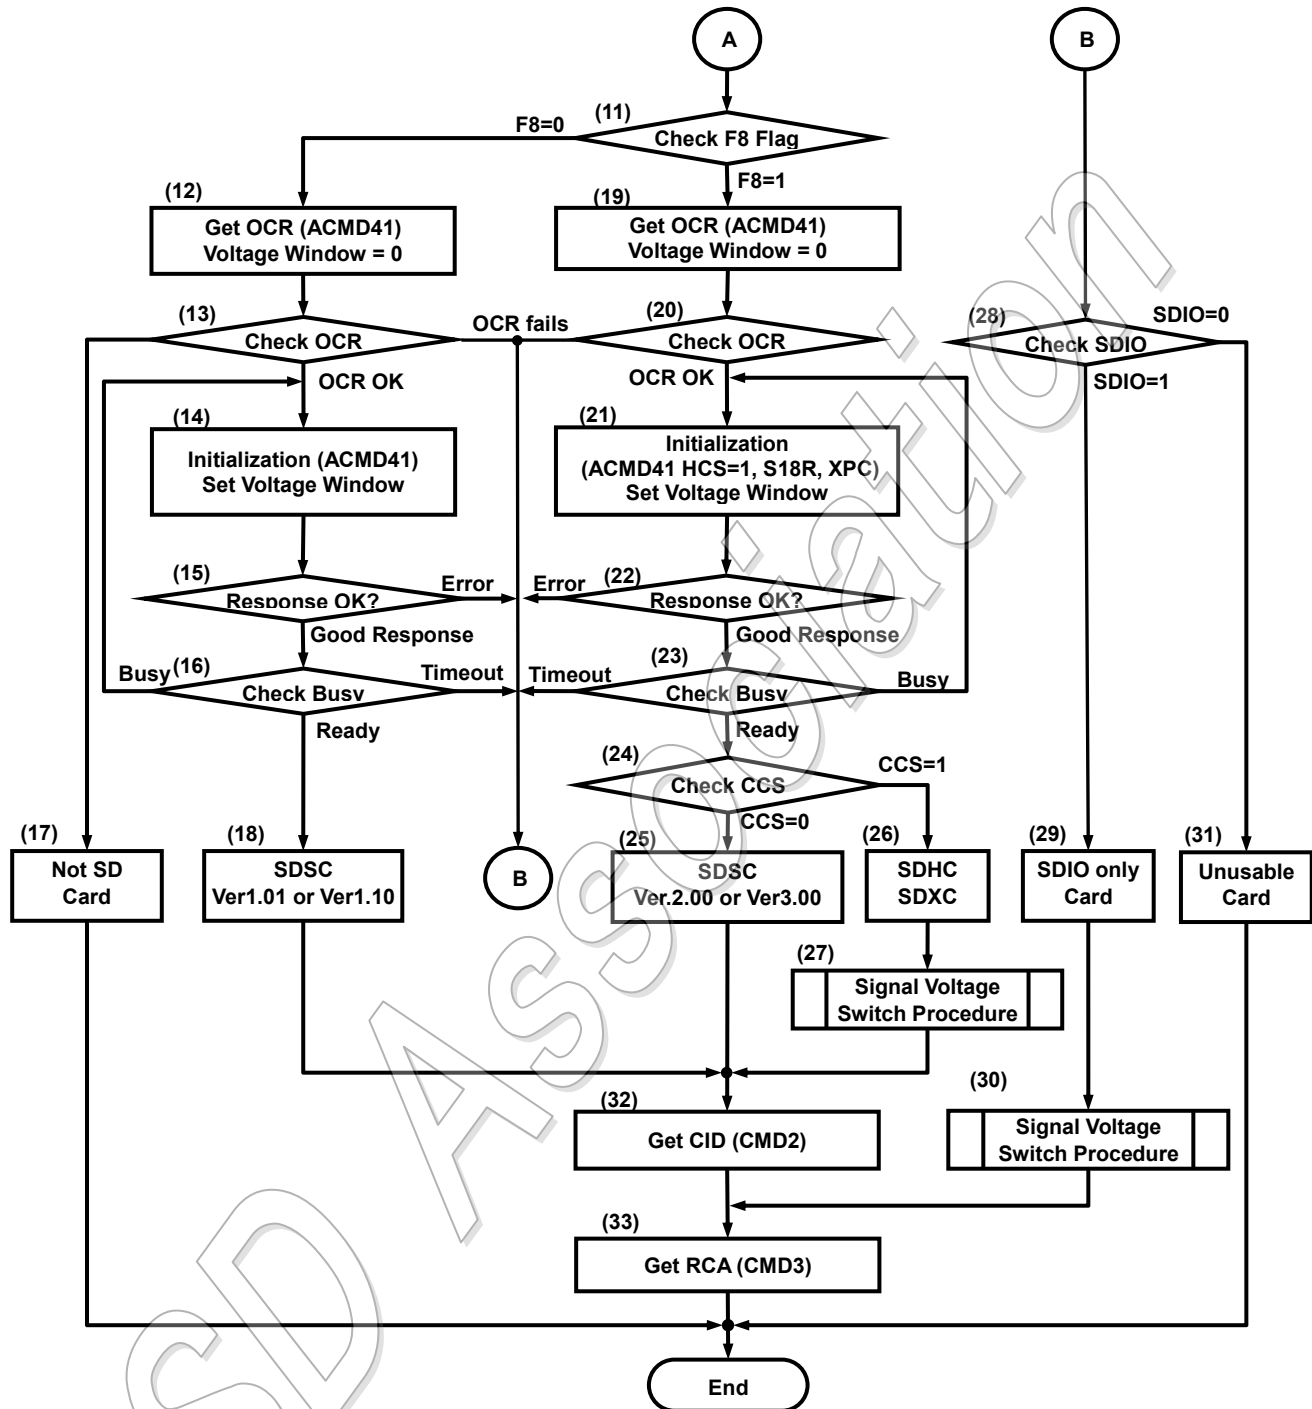 A
B
(11)
F8=0
Check F8 Flag
F8=1
(12)
Get OCR (ACMD41)
Voltage Window = 0
(19)
Get OCR (ACMD41)
Voltage Window = 0
(13)
Check OCR
OCR fails
(20)
Check OCR
(28)
Check SDIO
SDIO=0
OCR OK
OCR OK
SDIO=1
(14)
Initialization (ACMD41)
Set Voltage Window
(21)
Initialization
(ACMD41 HCS=1, S18R, XPC)
Set Voltage Window
(15)
Response OK?
Error
Error
(22)
Response OK?
Good Response
Good Response
Busy
(16)
Check Busy
Timeout
Timeout
(23)
Check Busy
Busy
Ready
Ready
(24)
Check CCS
CCS=1
CCS=0
(17)
Not SD
Card
(18)
SDSC
Ver1.01 or Ver1.10
B
(25)
SDSC
Ver.2.00 or Ver3.00
(26)
SDHC
SDXC
(29)
SDIO only
Card
(31)
Unusable
Card
(27)
Signal Voltage
Switch Procedure
(30)
Signal Voltage
Switch Procedure
(32)
Get CID (CMD2)
(33)
Get RCA (CMD3)
End
SD Association